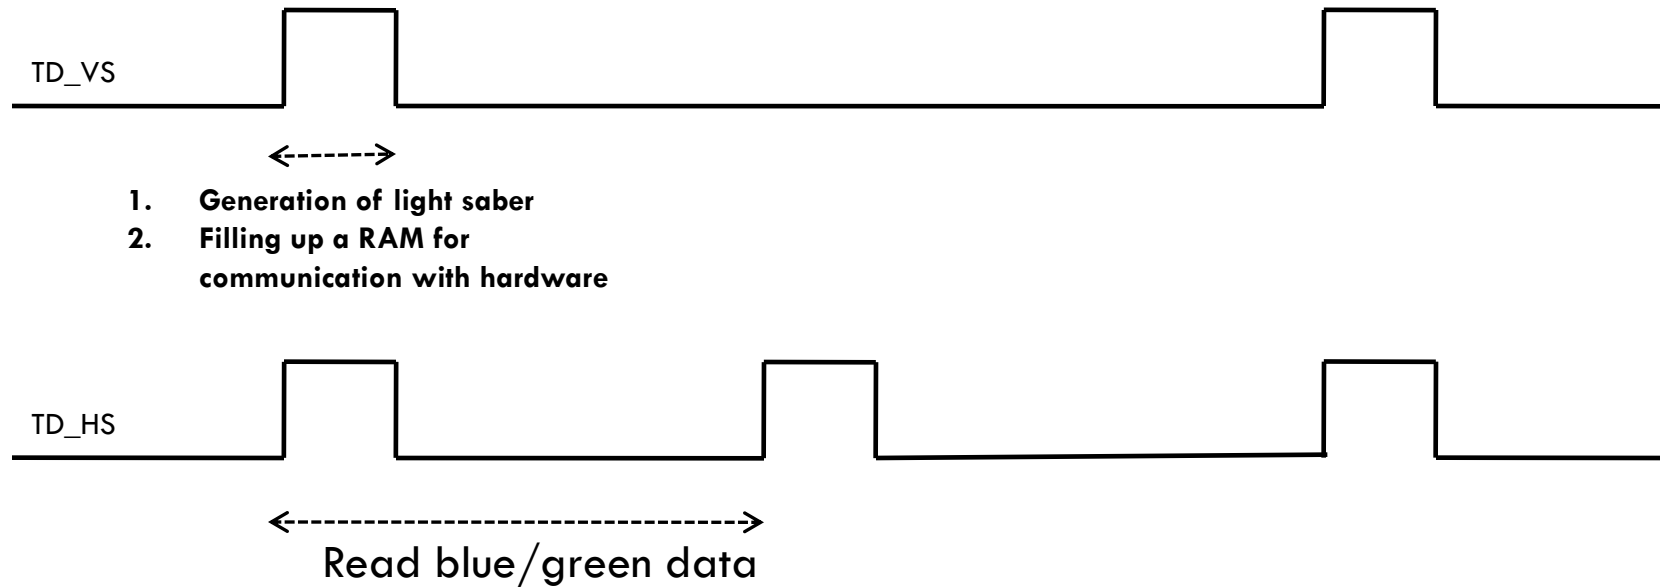 TD_VS
1. Generation of light saber
2. Filling up a RAM for
communication with hardware
TD_HS
Read blue/green data